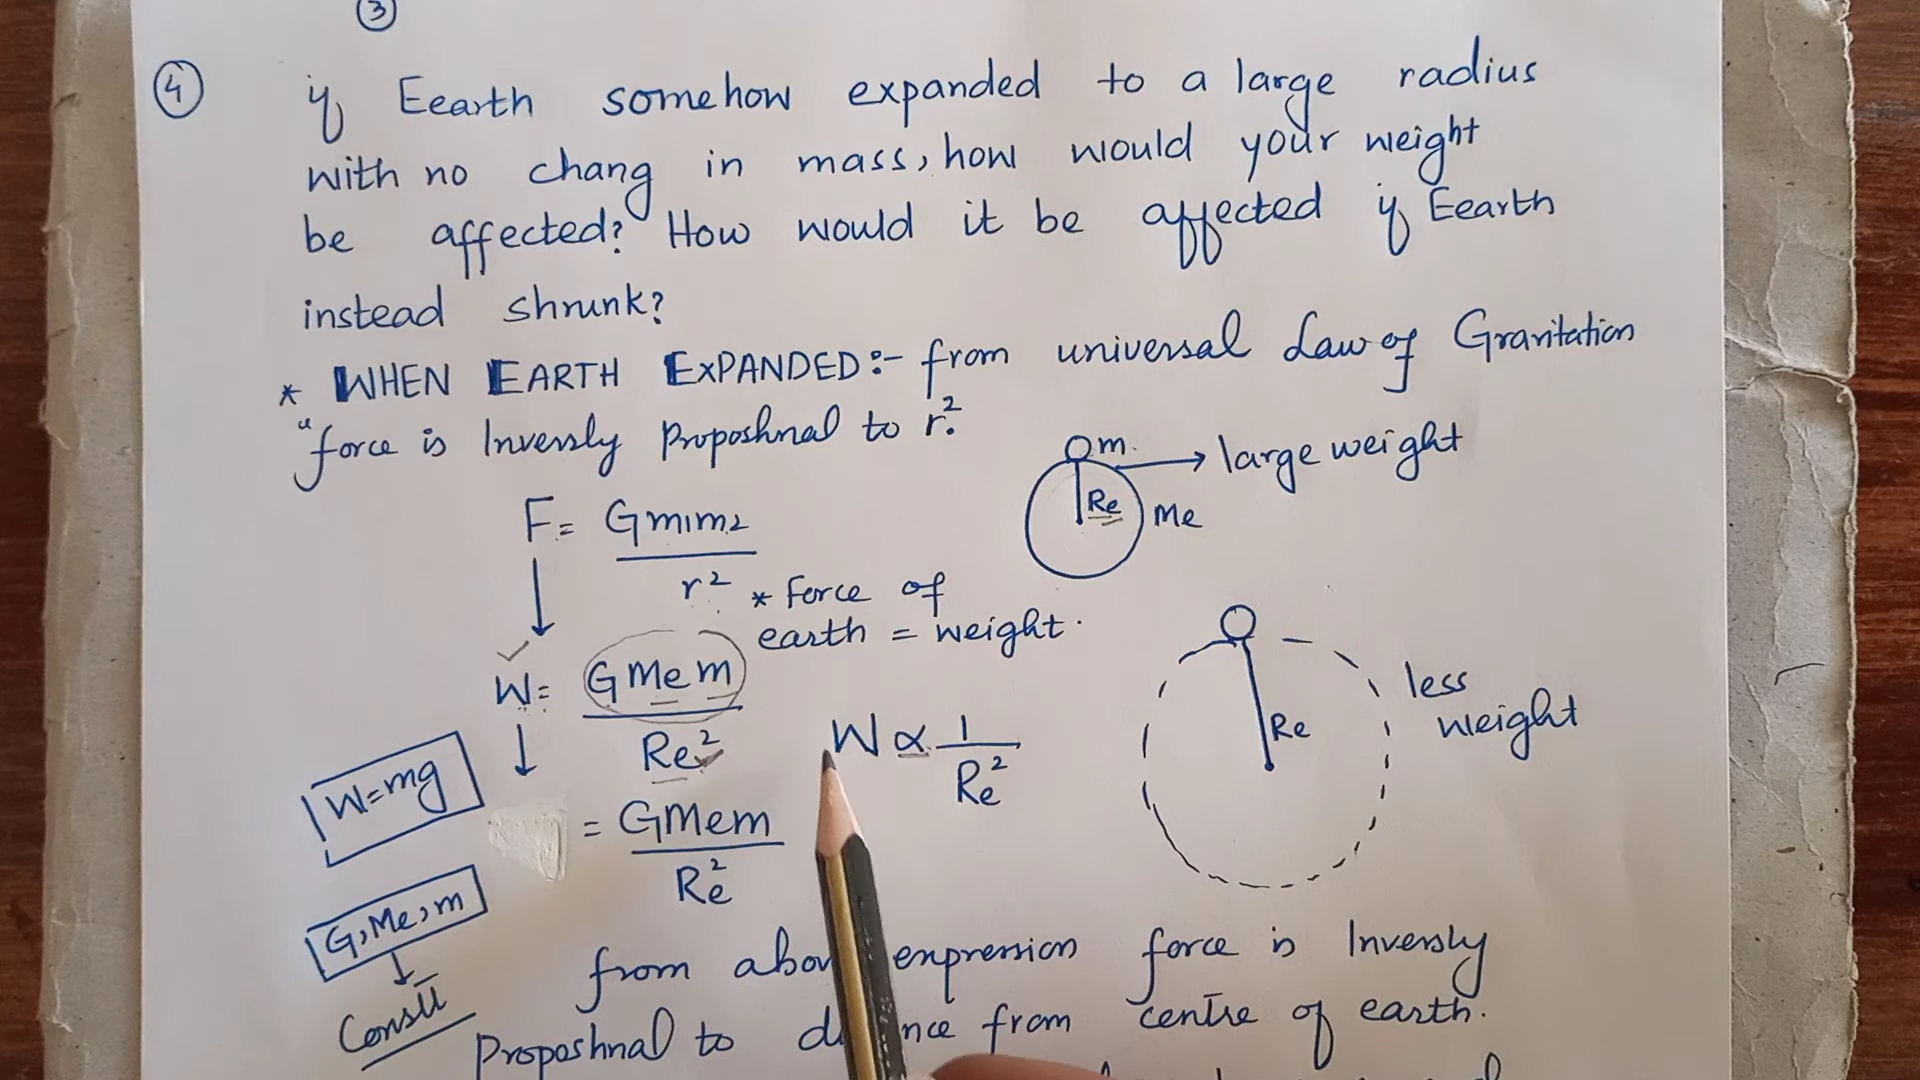 3
4
if Eearth somehow expanded to a large radius
with no chang in mass, how would your weight
be affected? How would it be affected if Eearth
instead shrunk?
* WHEN EARTH EXPANDED:- from universal Law of Gravitation
"force is Inversly Proposhnal to r².
m. → large weight
Re Me
F = Gm1m2
r²
* Force of
earth = weight.
W = GMem
Re²
W ∝ 1
Re²
less
weight
Re
W=mg
= GMem
Re²
G, Me, m
from expression force is Inversly
Proposhnal to from centre of earth.